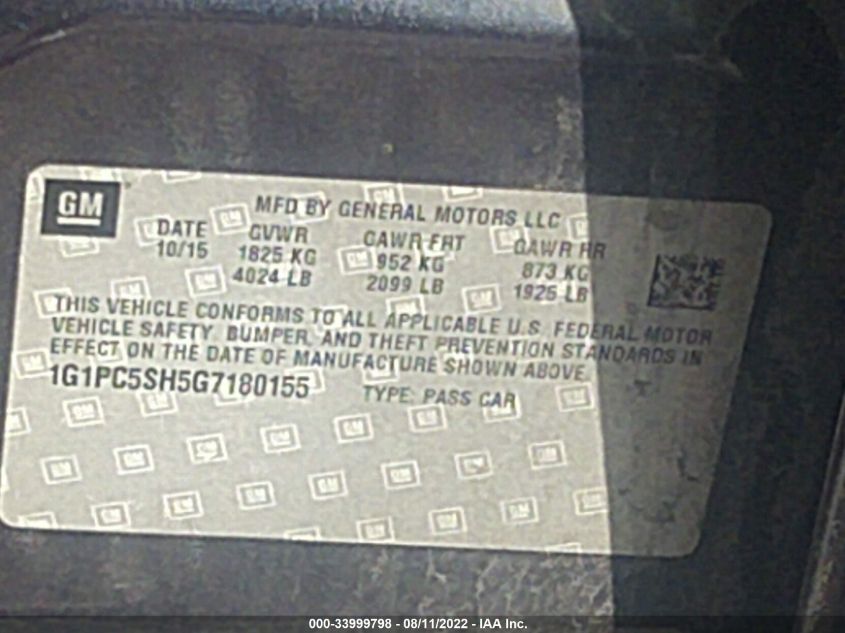 GM
MFD BY GENERAL MOTORS LLC
DATE GVWR GAWR FRT GAWR RR
10/15 1825 KG 952 KG 873 KG
4024 LB 2099 LB 1925 LB
THIS VEHICLE CONFORMS TO ALL APPLICABLE U.S. FEDERAL MOTOR
VEHICLE SAFETY, BUMPER, AND THEFT PREVENTION STANDARDS IN
EFFECT ON THE DATE OF MANUFACTURE SHOWN ABOVE.
1G1PC5SH5G7180155 TYPE: PASS CAR
000-33999798 - 08/11/2022 - IAA Inc.